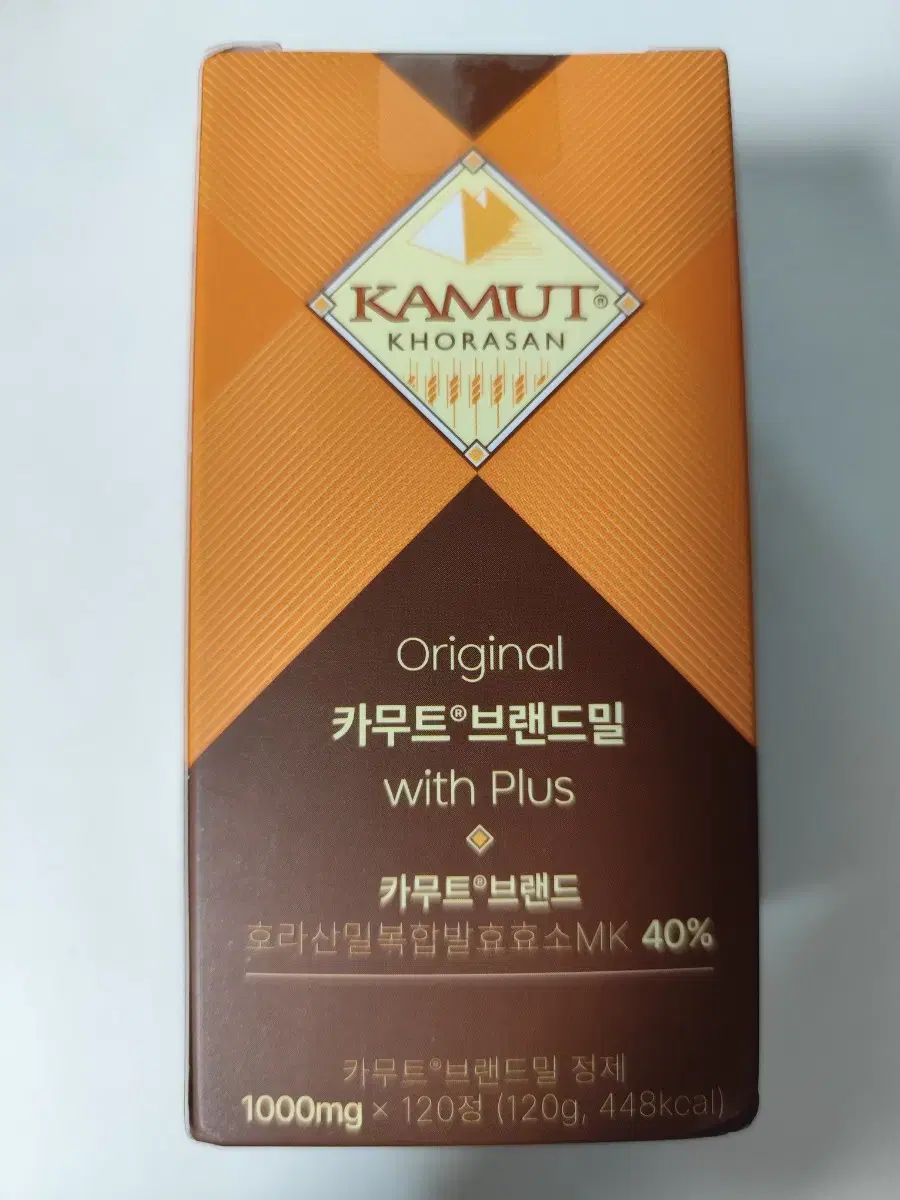 KAMUT®
KHORASAN
Original
카무트®브랜드밀
with Plus
카무트®브랜드
호라산밀복합발효효소MK 40%
카무트®브랜드밀 정제
1000mg × 120정 (120g, 448kcal)